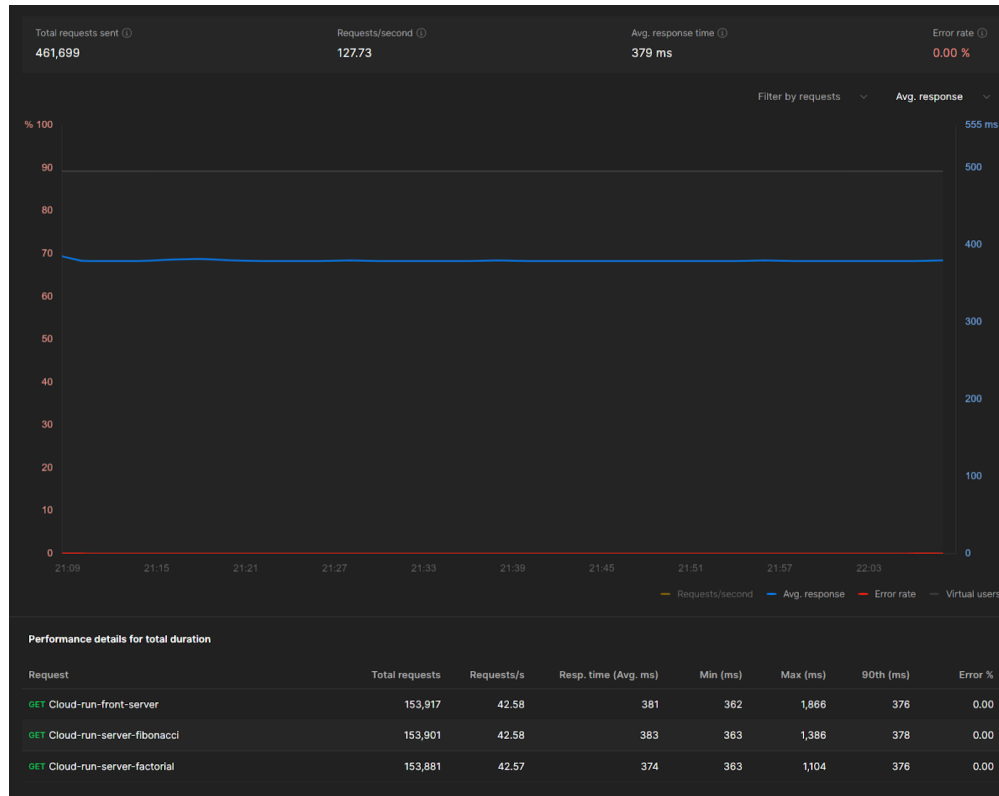 Total requests sent Requests/second Avg. response time Error rate
461,699 127.73 379 ms 0.00 %
Filter by requests Avg. response
% 100 555 ms
90 500
80
70 400
60
50 300
40
30 200
20 100
10
0 0
21:09 21:15 21:21 21:27 21:33 21:39 21:45 21:51 21:57 22:03
Requests/second Avg. response Error rate Virtual users
Performance details for total duration
Request Total requests Requests/s Resp. time (Avg. ms) Min (ms) Max (ms) 90th (ms) Error %
GET Cloud-run-front-server 153,917 42.58 381 362 1,866 376 0.00
GET Cloud-run-server-fibonacci 153,901 42.58 383 363 1,386 378 0.00
GET Cloud-run-server-factorial 153,881 42.57 374 363 1,104 376 0.00